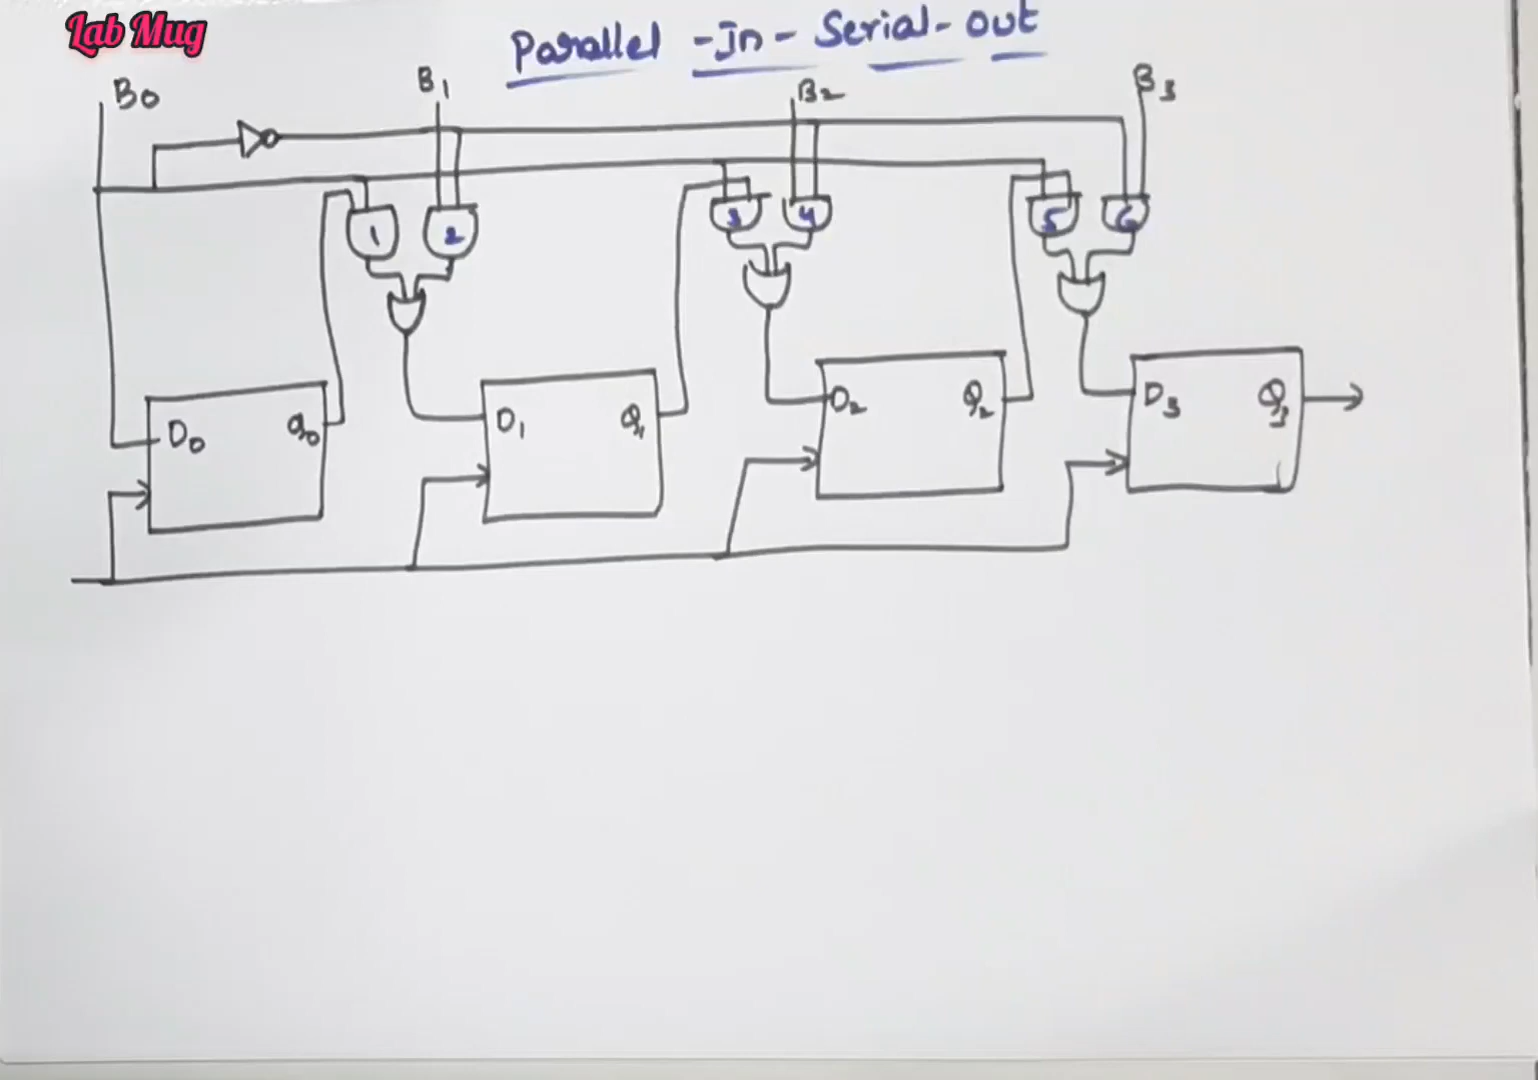 Lab Mug
Parallel -In - Serial - out
B0
B1
B2
B3
1
2
3
4
5
6
D0
Q0
D1
Q1
D2
Q2
D3
Q3